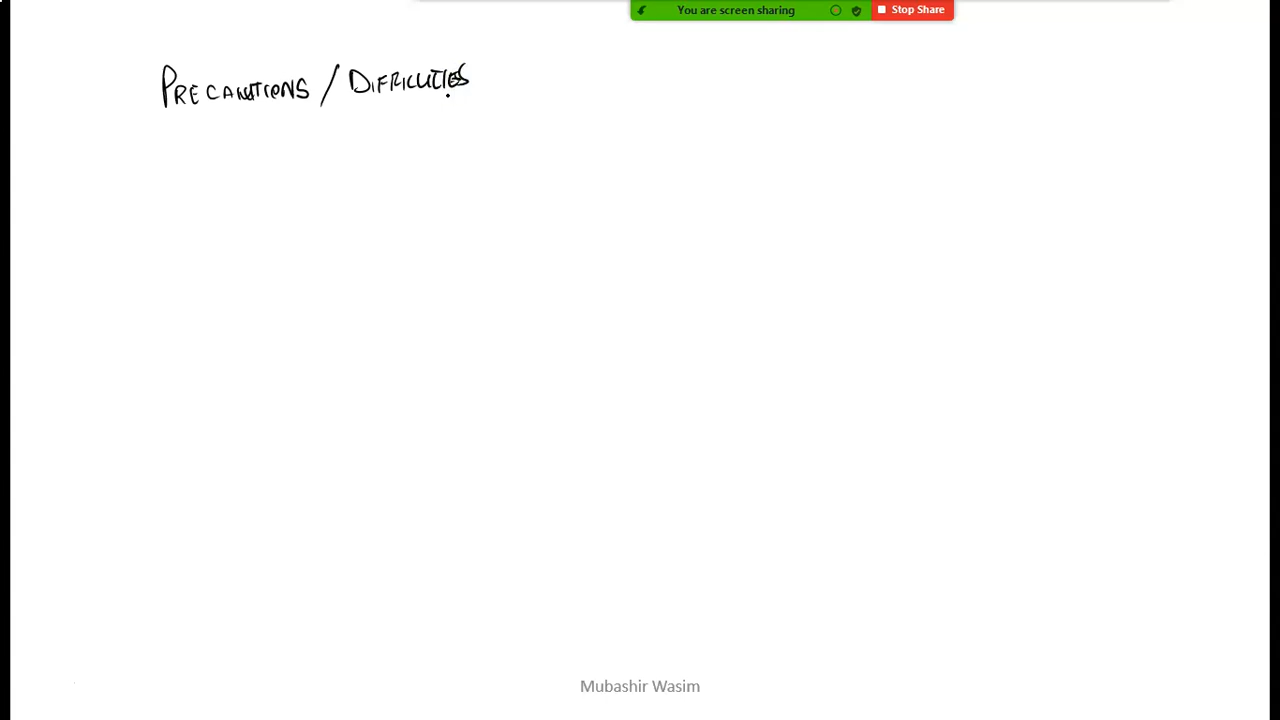 You are screen sharing Stop Share
PRECAUTIONS / DIFFICULTIES
Mubashir Wasim